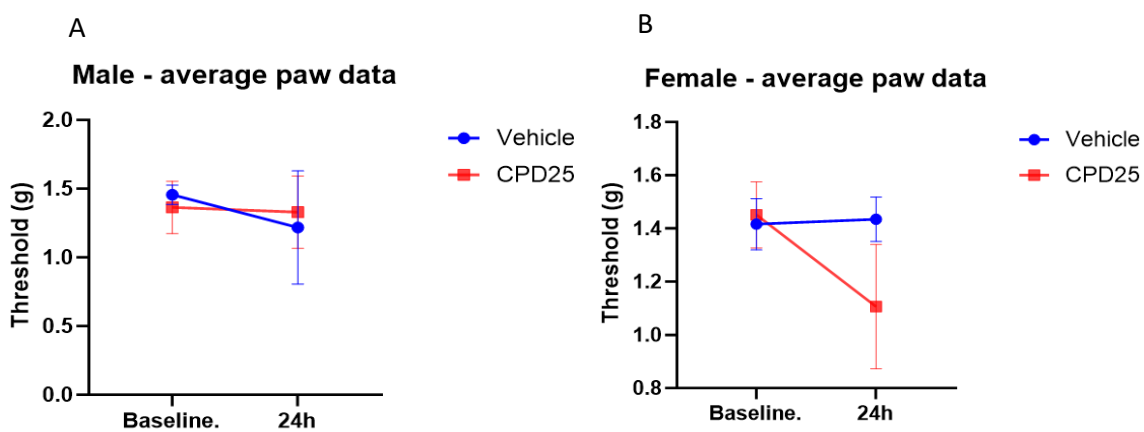 A
Male - average paw data
2.0
1.5
1.0
0.5
0.0
Threshold (g)
Baseline.
24h
Vehicle
CPD25
B
Female - average paw data
1.8
1.6
1.4
1.2
1.0
0.8
Threshold (g)
Baseline.
24h
Vehicle
CPD25